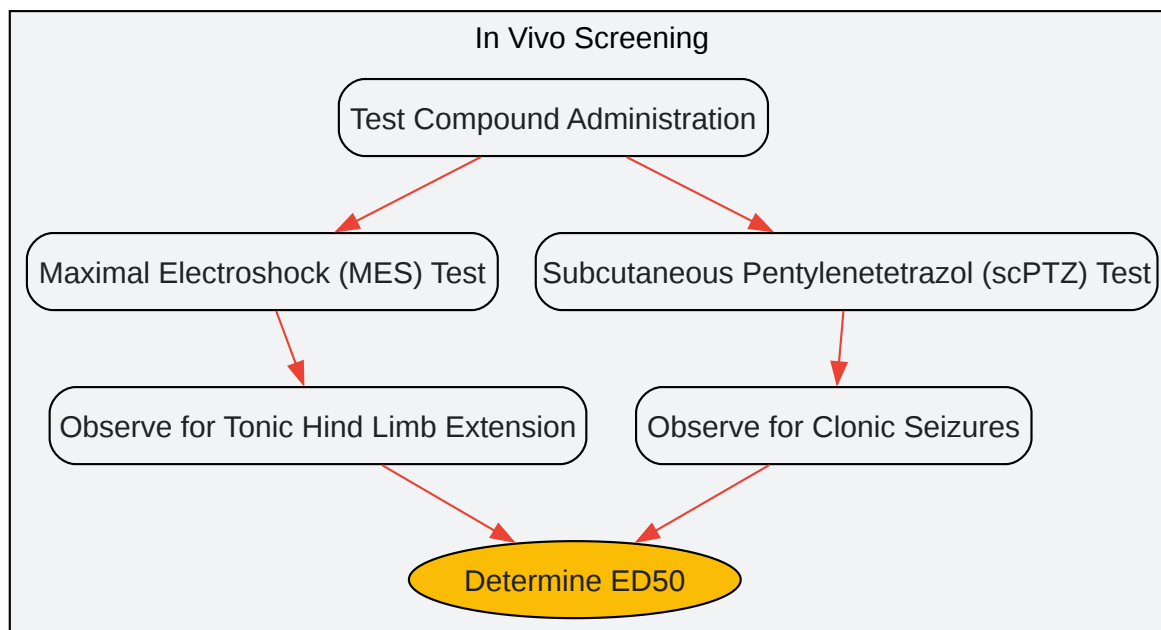 In Vivo Screening
Test Compound Administration
Maximal Electroshock (MES) Test
Subcutaneous Pentylenetetrazol (scPTZ) Test
Observe for Tonic Hind Limb Extension
Observe for Clonic Seizures
Determine ED50